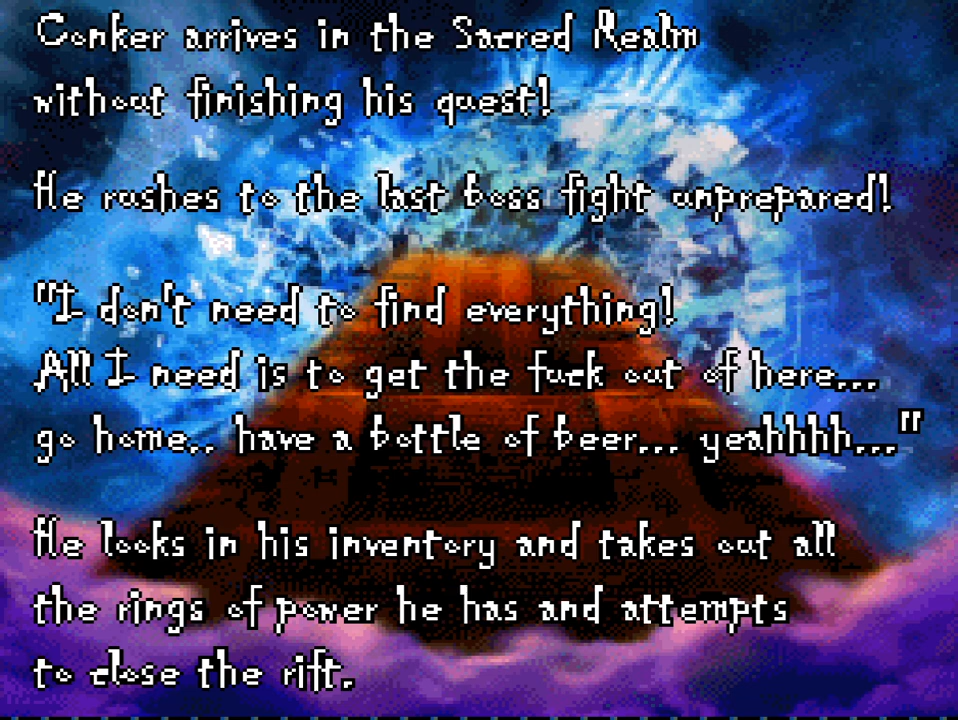 Conker arrives in the Sacred Realm
without finishing his quest!
He rushes to the last boss fight unprepared!
"I don't need to find everything!
All I need is to get the fuck out of here...
go home.. have a bottle of beer... yeahhhh..."
He looks in his inventory and takes out all
the rings of power he has and attempts
to close the rift.